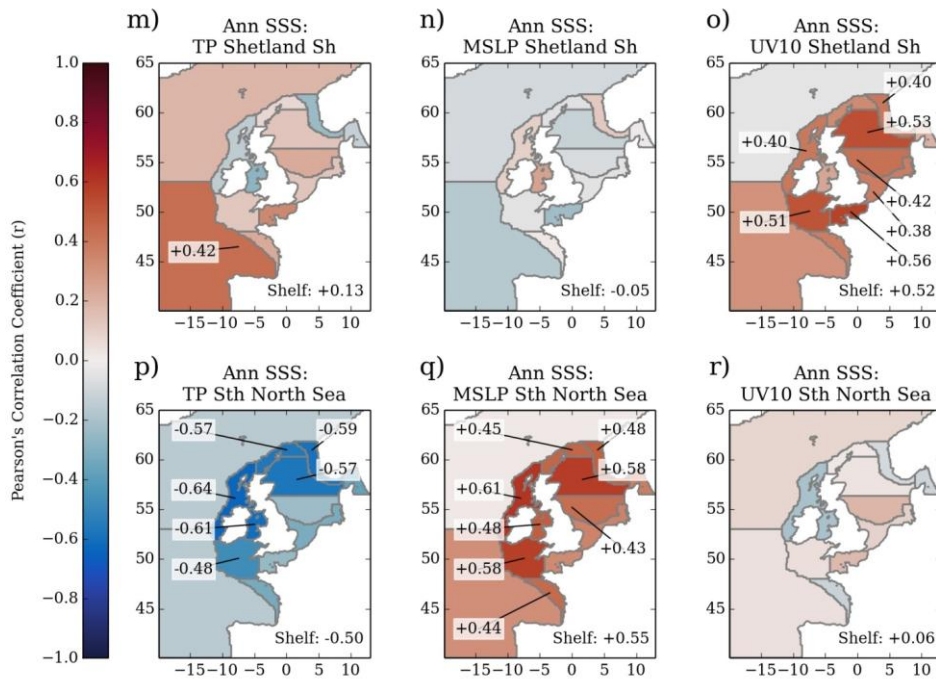 m)
Ann SSS:
TP Shetland Sh
65
60
55
50
45
+0.42
Shelf: +0.13
−15−10 −5 0 5 10
n)
Ann SSS:
MSLP Shetland Sh
65
60
55
50
45
Shelf: -0.05
−15−10 −5 0 5 10
o)
Ann SSS:
UV10 Shetland Sh
65
60
55
50
45
+0.40
+0.53
+0.40
+0.42
+0.51
+0.38
+0.56
Shelf: +0.52
−15−10 −5 0 5 10
Pearson's Correlation Coefficient (r)
1.0
0.8
0.6
0.4
0.2
0.0
−0.2
−0.4
−0.6
−0.8
−1.0
p)
Ann SSS:
TP Sth North Sea
65
60
55
50
45
-0.57
-0.59
-0.57
-0.64
-0.61
-0.48
Shelf: -0.50
−15−10 −5 0 5 10
q)
Ann SSS:
MSLP Sth North Sea
65
60
55
50
45
+0.45
+0.48
+0.58
+0.61
+0.48
+0.43
+0.58
+0.44
Shelf: +0.55
−15−10 −5 0 5 10
r)
Ann SSS:
UV10 Sth North Sea
65
60
55
50
45
Shelf: +0.06
−15−10 −5 0 5 10